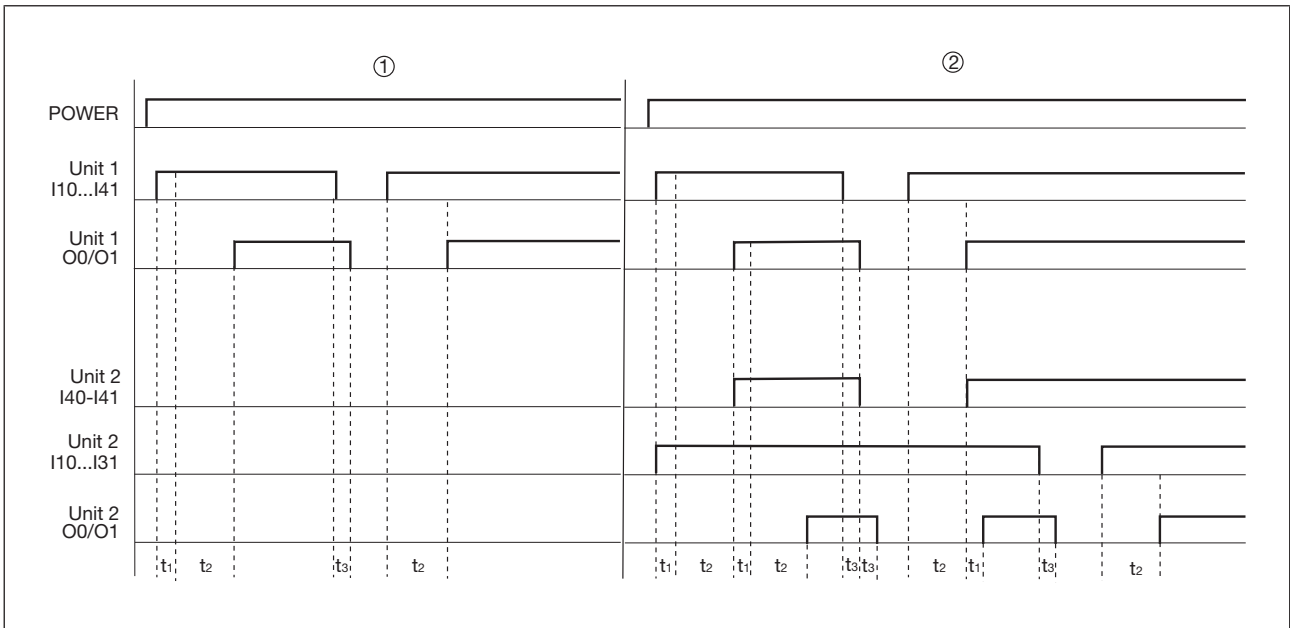 ① ②
POWER
Unit 1
I10...I41
Unit 1
O0/O1
Unit 2
I40-I41
Unit 2
I10...I31
Unit 2
O0/O1
t1 t2 t3 t2 t1 t2 t1 t2 t3 t3 t2 t1 t3 t2